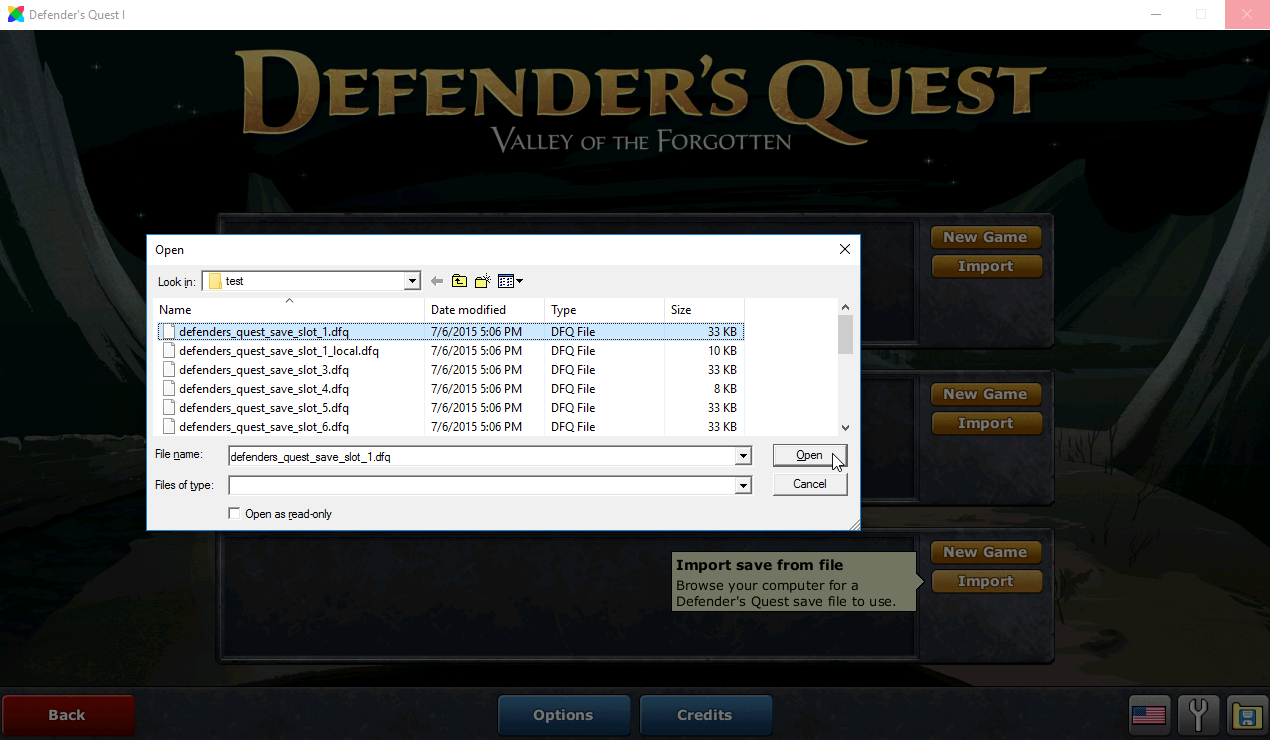 Defender's Quest I
DEFENDER'S QUEST
VALLEY OF THE FORGOTTEN
New Game
Import
Open
Look in: test
Name Date modified Type Size
defenders_quest_save_slot_1.dfq 7/6/2015 5:06 PM DFQ File 33 KB
defenders_quest_save_slot_1_local.dfq 7/6/2015 5:06 PM DFQ File 10 KB
defenders_quest_save_slot_3.dfq 7/6/2015 5:06 PM DFQ File 33 KB
defenders_quest_save_slot_4.dfq 7/6/2015 5:06 PM DFQ File 8 KB
defenders_quest_save_slot_5.dfq 7/6/2015 5:06 PM DFQ File 33 KB
defenders_quest_save_slot_6.dfq 7/6/2015 5:06 PM DFQ File 33 KB
File name: defenders_quest_save_slot_1.dfq Open
Files of type: Cancel
Open as read-only
New Game
Import
Import save from file
Browse your computer for a
Defender's Quest save file to use.
New Game
Import
Back Options Credits